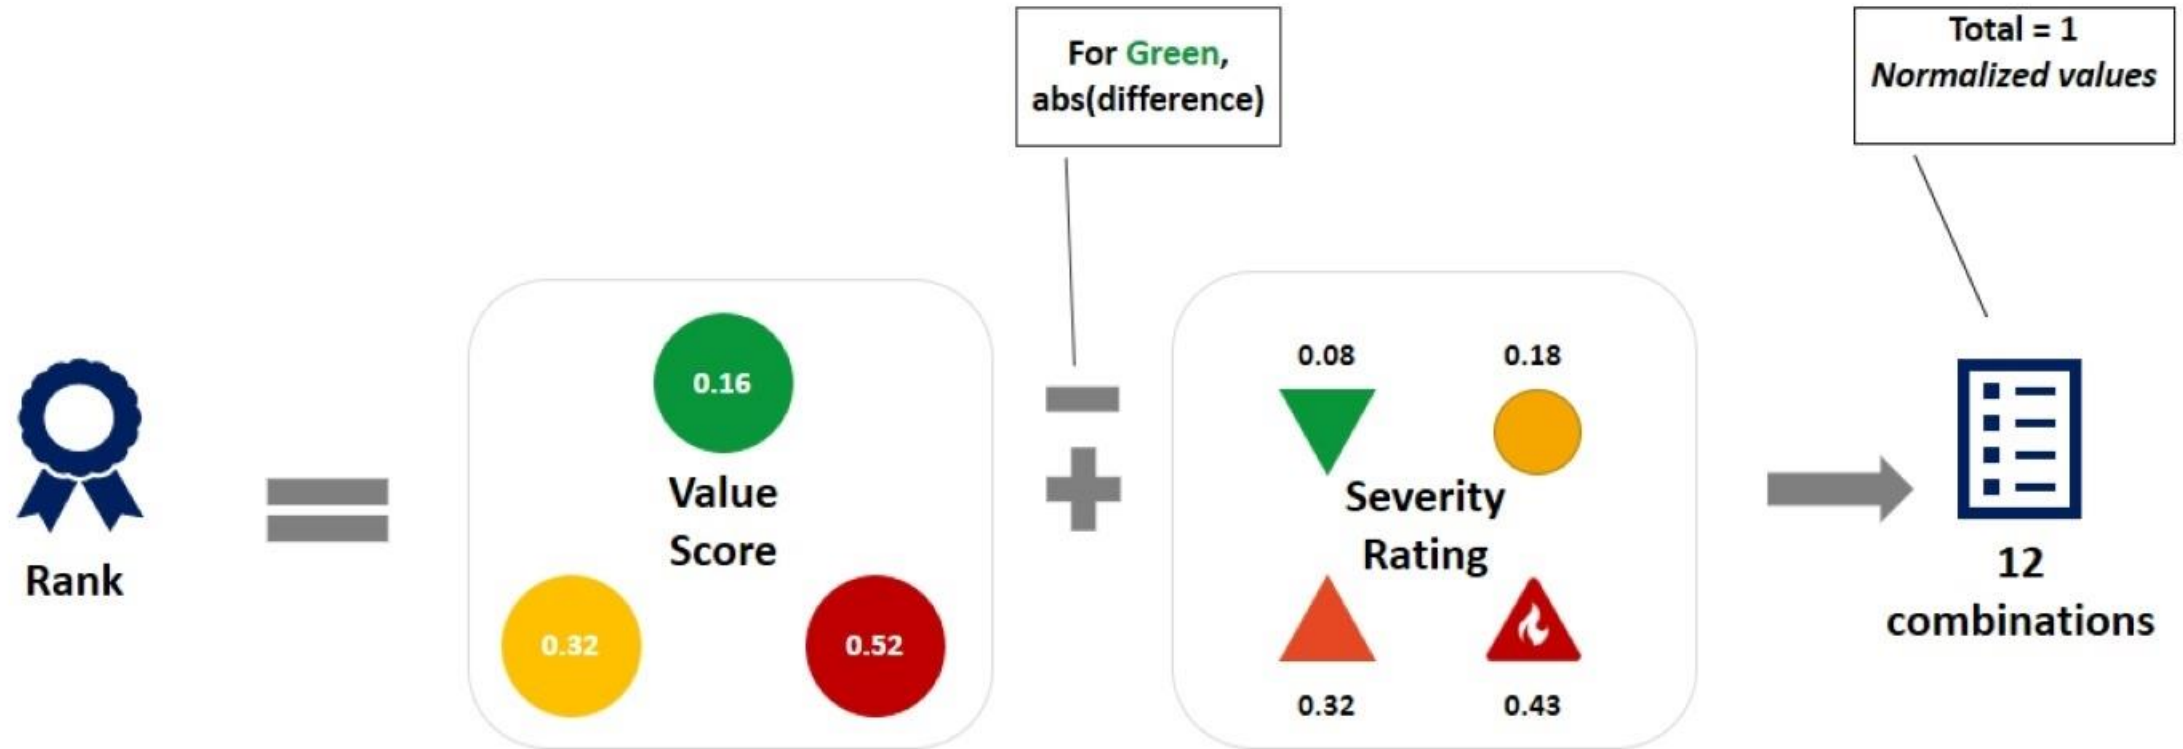 For Green,
abs(difference)
Total = 1
Normalized values
Rank
0.16
Value
Score
0.32
0.52
0.08
0.18
Severity
Rating
0.32
0.43
12
combinations